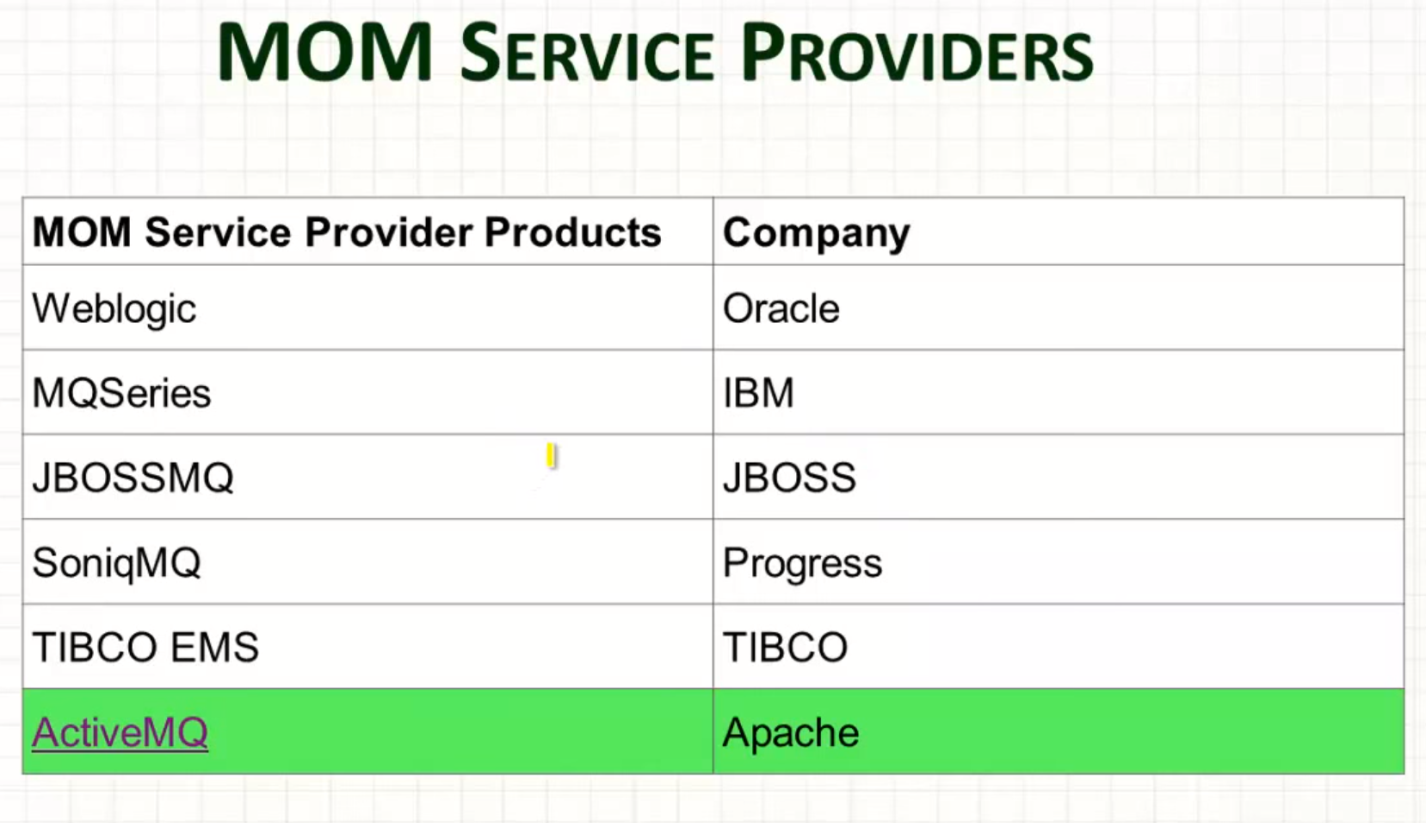 MOM SERVICE PROVIDERS
MOM Service Provider Products Company
Weblogic Oracle
MQSeries IBM
JBOSSMQ JBOSS
SoniqMQ Progress
TIBCO EMS TIBCO
ActiveMQ Apache